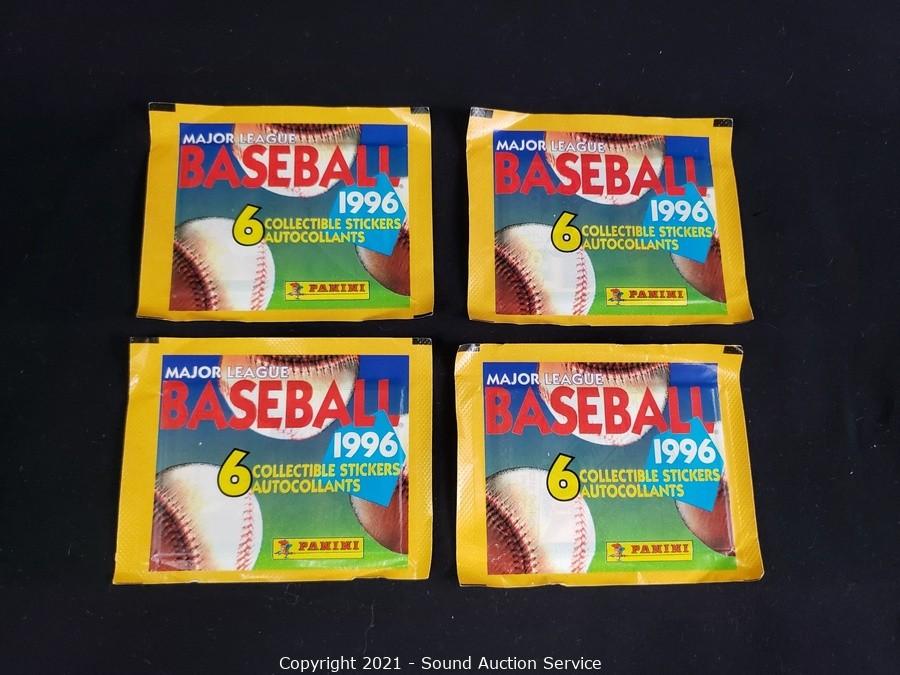 MAJOR LEAGUE
BASEBALL
1996
6 COLLECTIBLE STICKERS
AUTOCOLLANTS
PANINI
MAJOR LEAGUE
BASEBALL
1996
6 COLLECTIBLE STICKERS
AUTOCOLLANTS
PANINI
MAJOR LEAGUE
BASEBALL
1996
6 COLLECTIBLE STICKERS
AUTOCOLLANTS
PANINI
MAJOR LEAGUE
BASEBALL
1996
6 COLLECTIBLE STICKERS
AUTOCOLLANTS
PANINI
Copyright 2021 - Sound Auction Service